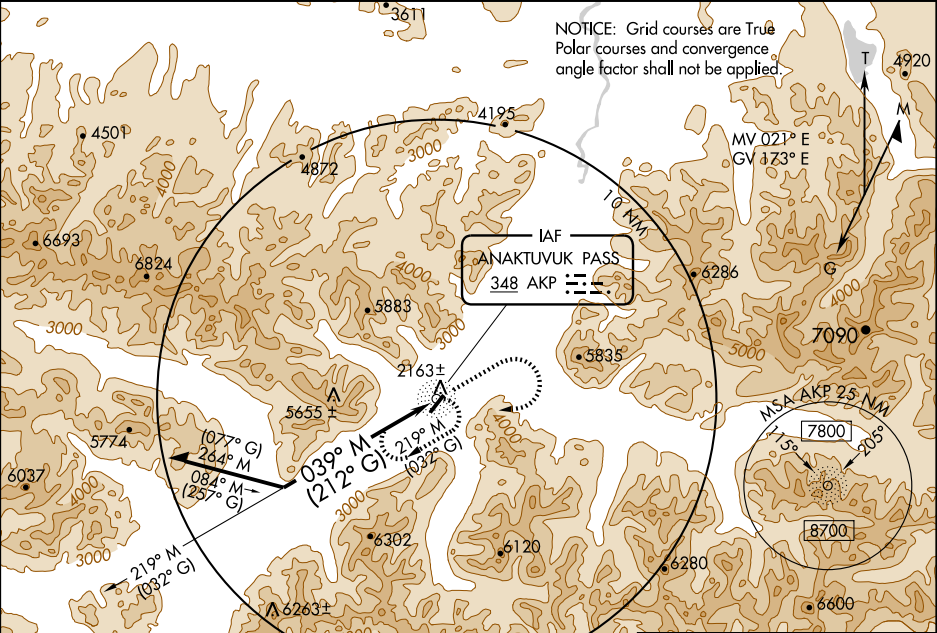 3611
NOTICE: Grid courses are True
Polar courses and convergence
angle factor shall not be applied.
T
4920
M
4501
4195
3000
4872
4000
MV 021° E
GV 173° E
10 NM
6693
6824
IAF
ANAKTUVUK PASS
348 AKP
4000
6286
G
4000
5883
3000
3000
7090
5000
5835
2163±
5655±
MSA AKP 25 NM
7800
115°
205°
8700
4000
5774
(077° G)
264° M
084° M
(257° G)
039° M
(212° G)
219° M
(032° G)
6037
4000
3000
3000
219° M
(032° G)
6302
6120
6280
6263±
6600